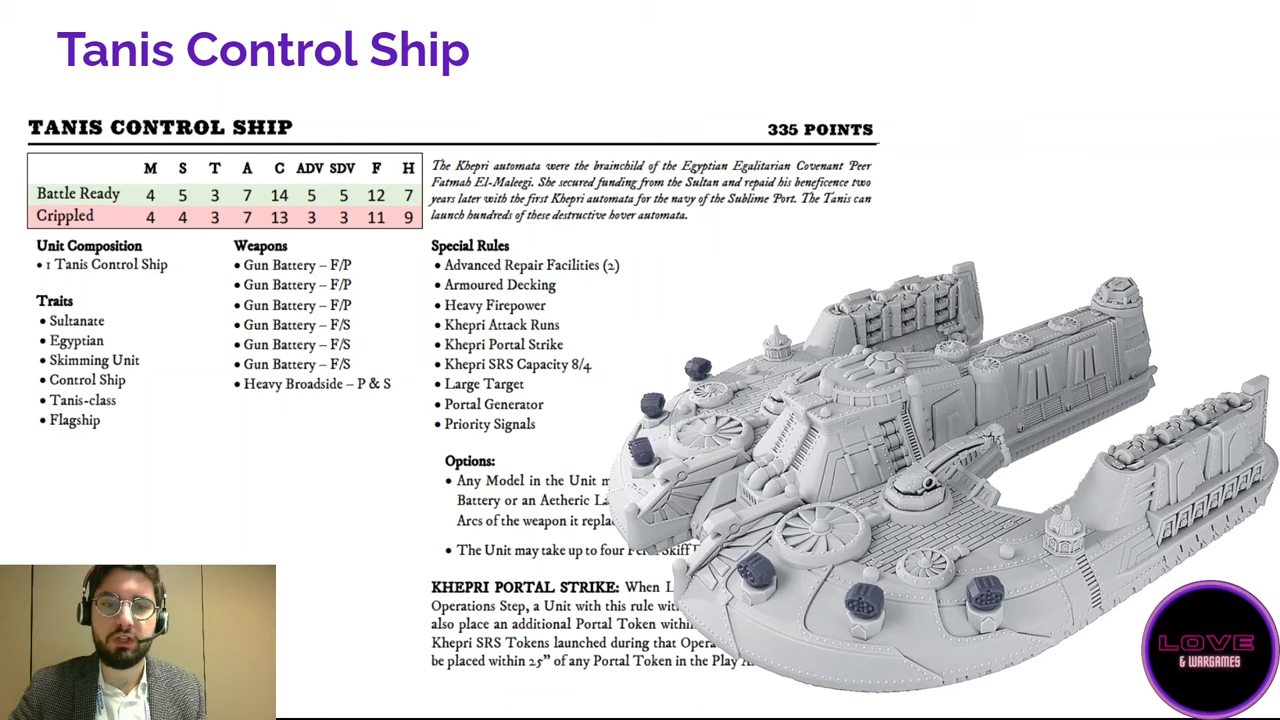 Tanis Control Ship
TANIS CONTROL SHIP
335 POINTS
M S T A C ADV SDV F H
Battle Ready 4 5 3 7 14 5 5 12 7
Crippled 4 4 3 7 13 3 3 11 9
The Khepri automata were the brainchild of the Egyptian Egalitarian Covenant Peer
Fatmah El-Maleegi. She secured funding from the Sultan and repaid his beneficence two
years later with the first Khepri automata for the navy of the Sublime Port. The Tanis can
launch hundreds of these destructive hover automata.
Unit Composition
• 1 Tanis Control Ship
Traits
• Sultanate
• Egyptian
• Skimming Unit
• Control Ship
• Tanis-class
• Flagship
Weapons
• Gun Battery – F/P
• Gun Battery – F/P
• Gun Battery – F/P
• Gun Battery – F/S
• Gun Battery – F/S
• Gun Battery – F/S
• Heavy Broadside – P & S
Special Rules
• Advanced Repair Facilities (2)
• Armoured Decking
• Heavy Firepower
• Khepri Attack Runs
• Khepri Portal Strike
• Khepri SRS Capacity 8/4
• Large Target
• Portal Generator
• Priority Signals
Options:
• Any Model in the Unit
Battery or an Aetheric
Arcs of the weapon it
• The Unit may take up to four Skiff
KHEPRI PORTAL STRIKE: When
Operations Step, a Unit with this rule
also place an additional Portal Token
Khepri SRS Tokens launched during that
be placed within 25" of any Portal Token in the Play
LOVE
& WARGAMES